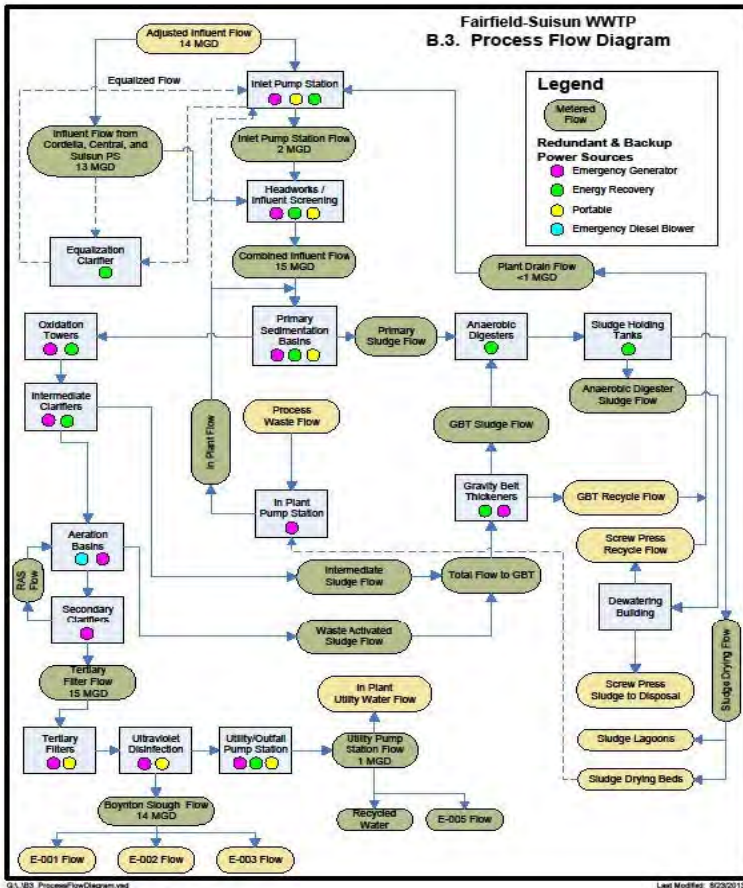 Fairfield-Suisun WWTP
B.3. Process Flow Diagram
Adjusted Influent Flow
14 MGD
Equalized Flow
Inlet Pump Station
Legend
Metered
Flow
Redundant & Backup
Power Sources
Emergency Generator
Energy Recovery
Portable
Emergency Diesel Blower
Influent Flow from
Cordelia, Central, and
Suisun PS
13 MGD
Inlet Pump Station Flow
2 MGD
Headworks /
Influent Screening
Equalization
Clarifier
Combined Influent Flow
15 MGD
Plant Drain Flow
<1 MGD
Oxidation
Towers
Primary
Sedimentation
Basins
Primary
Sludge Flow
Anaerobic
Digesters
Sludge Holding
Tanks
Intermediate
Clarifiers
Anaerobic Digester
Sludge Flow
In Plant Flow
Process
Waste Flow
GBT Sludge Flow
In Plant
Pump Station
Gravity Belt
Thickeners
GBT Recycle Flow
Aeration
Basins
Screw Press
Recycle Flow
RAS
Flow
Intermediate
Sludge Flow
Total Flow to GBT
Dewatering
Building
Secondary
Clarifiers
Waste Activated
Sludge Flow
Sludge Drying Flow
Tertiary
Filter Flow
15 MGD
In Plant
Utility Water Flow
Screw Press
Sludge to Disposal
Tertiary
Filters
Ultraviolet
Disinfection
Utility/Outfall
Pump Station
Utility Pump
Station Flow
1 MGD
Sludge Lagoons
Sludge Drying Beds
Boynton Slough Flow
14 MGD
Recycled
Water
E-005 Flow
E-001 Flow
E-002 Flow
E-003 Flow
G:\..\B3_ProcessFlowDiagram.vsd